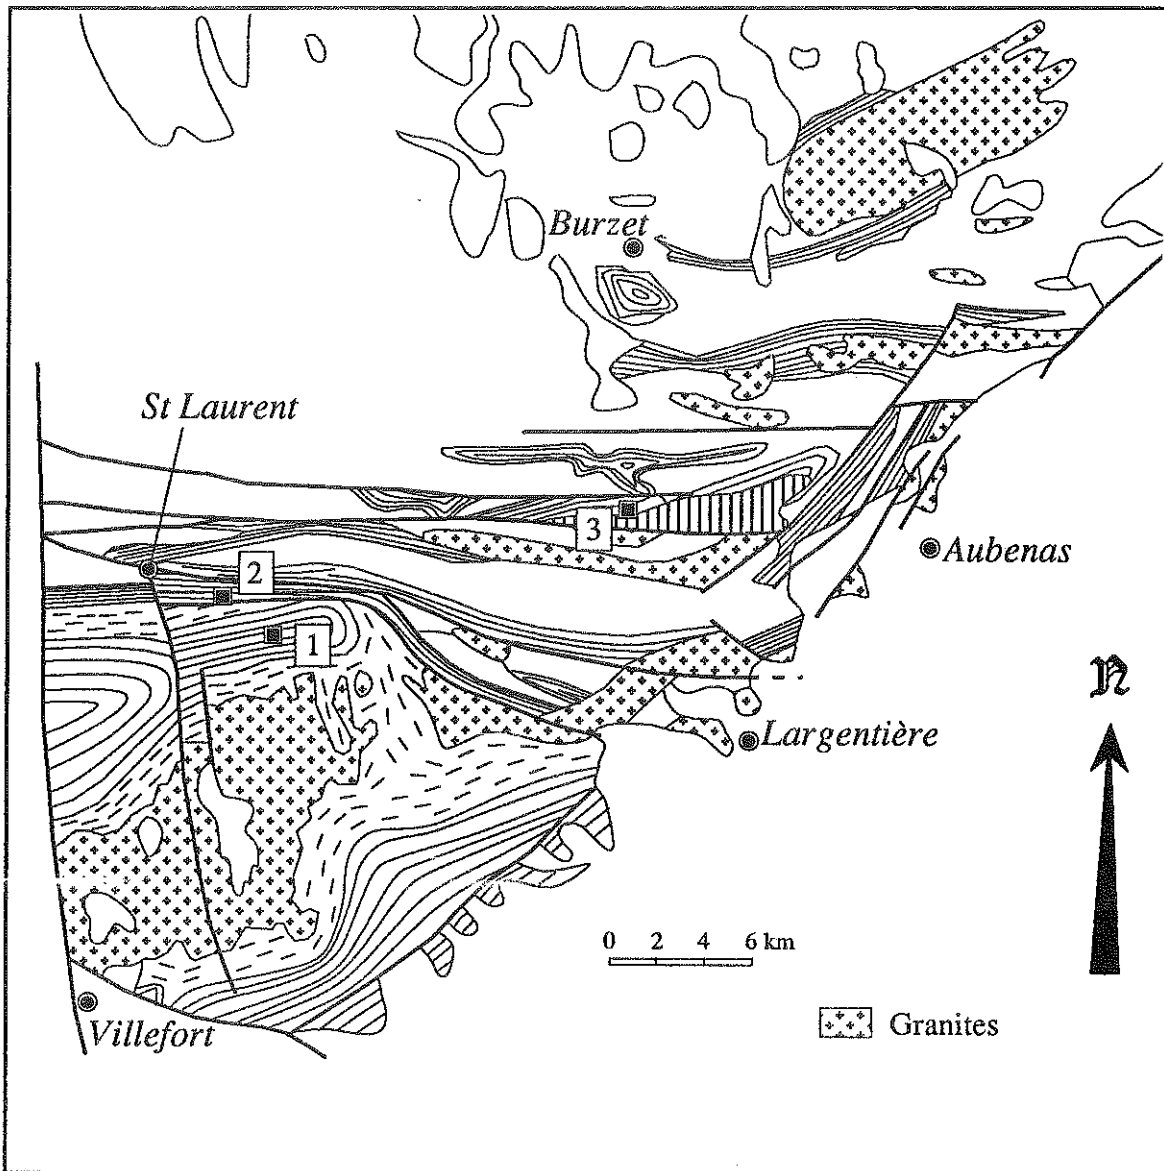 Burzet
St Laurent
3
Aubenas
2
1
N
Largentière
0 2 4 6 km
Granites
Villefort